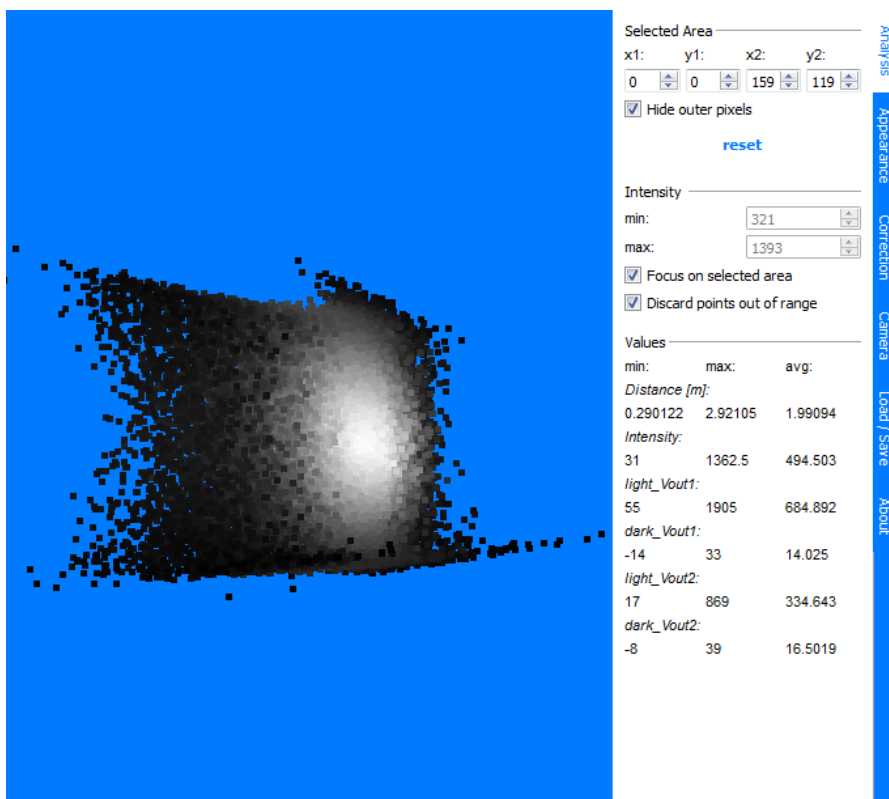 Selected Area
x1: y1: x2: y2:
0 0 159 119
Hide outer pixels
reset
Intensity
min: 321
max: 1393
Focus on selected area
Discard points out of range
Values
min: max: avg:
Distance [m]:
0.290122 2.92105 1.99094
Intensity:
31 1362.5 494.503
light_Vout1:
55 1905 684.892
dark_Vout1:
-14 33 14.025
light_Vout2:
17 869 334.643
dark_Vout2:
-8 39 16.5019
Analysis
Appearance
Correction
Camera
Load / Save
About